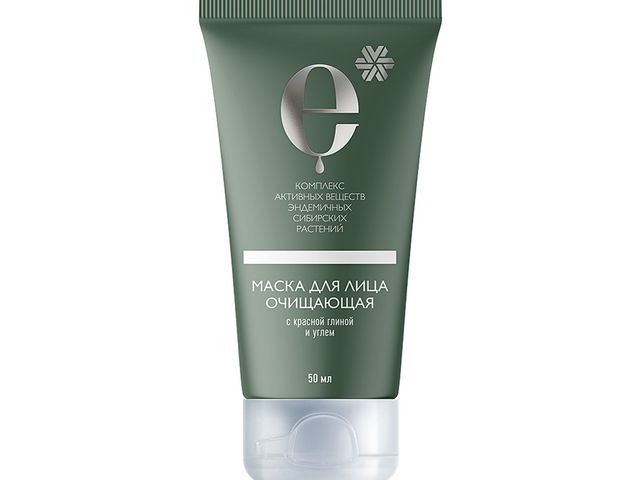 e
КОМПЛЕКС
АКТИВНЫХ ВЕЩЕСТВ
ЭНДЕМИЧНЫХ
СИБИРСКИХ
РАСТЕНИЙ
МАСКА ДЛЯ ЛИЦА
ОЧИЩАЮЩАЯ
с красной глиной
и углем
50 мл